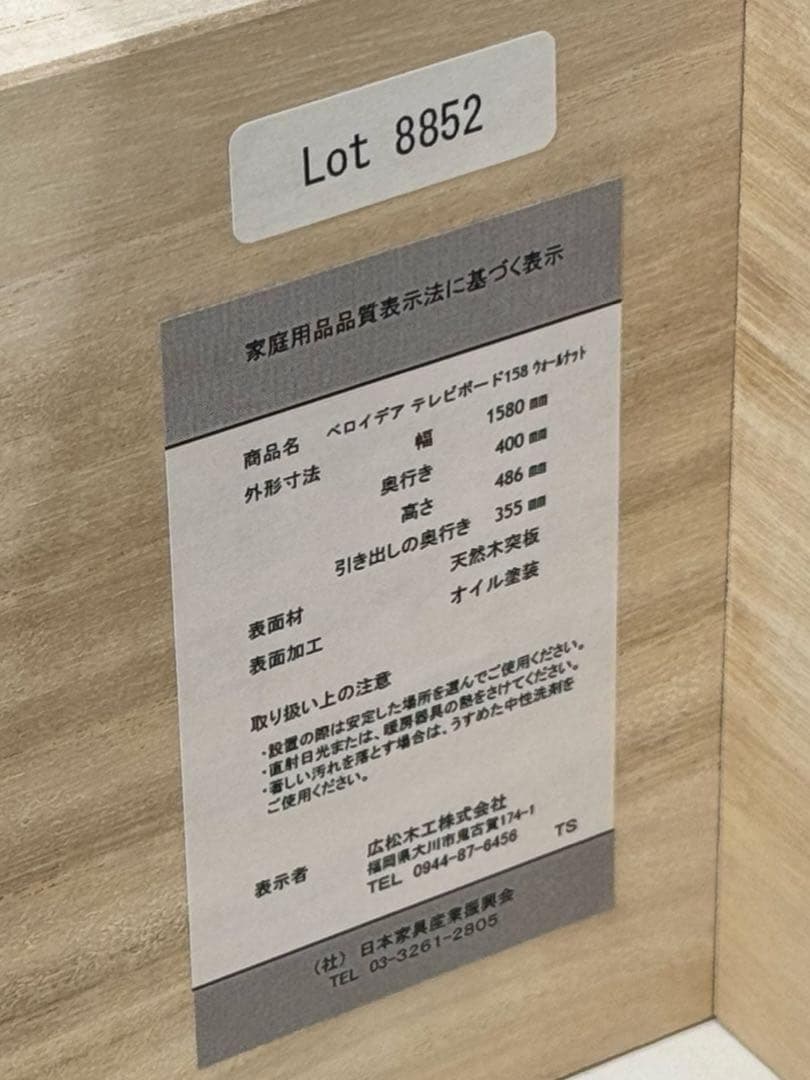 Lot 8852
家庭用品品質表示法に基づく表示
商品名 ベロイデア テレビボード158 ウォールナット
外形寸法 幅 1580 mm
奥行き 400 mm
高さ 486 mm
引き出しの奥行き 355 mm
表面材 天然木突板
表面加工 オイル塗装
取り扱い上の注意
・設置の際は安定した場所を選んでご使用ください。
・直射日光または、暖房器具の熱をさけてください。
・著しい汚れを落とす場合は、うすめた中性洗剤を
ご使用ください。
表示者 広松木工株式会社
福岡県大川市鬼古賀174-1
TEL 0944-87-6456 TS
（社）日本家具産業振興会
TEL 03-3261-2805